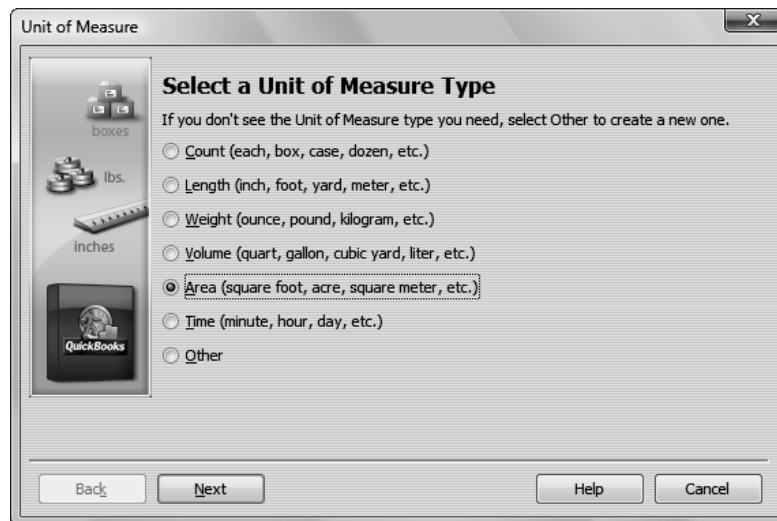 Unit of Measure
X
boxes
lbs.
inches
QuickBooks
Select a Unit of Measure Type
If you don't see the Unit of Measure type you need, select Other to create a new one.
Count (each, box, case, dozen, etc.)
Length (inch, foot, yard, meter, etc.)
Weight (ounce, pound, kilogram, etc.)
Volume (quart, gallon, cubic yard, liter, etc.)
Area (square foot, acre, square meter, etc.)
Time (minute, hour, day, etc.)
Other
Back Next Help Cancel